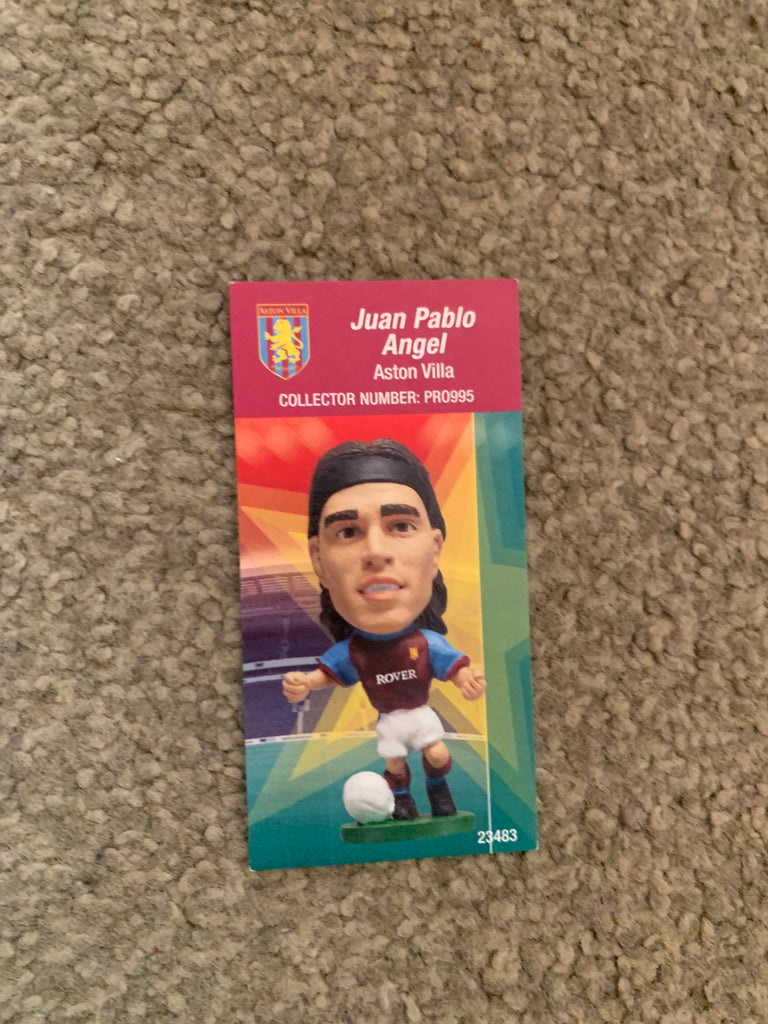 ASTON VILLA
Juan Pablo
Angel
Aston Villa
COLLECTOR NUMBER: PRO995
ROVER
23483